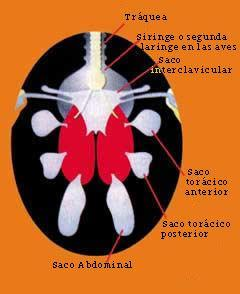 Tráquea
Siringe o segunda
laringe en las aves
Saco
interclavicular
Saco
torácico
anterior
Saco torácico
posterior
Saco Abdominal